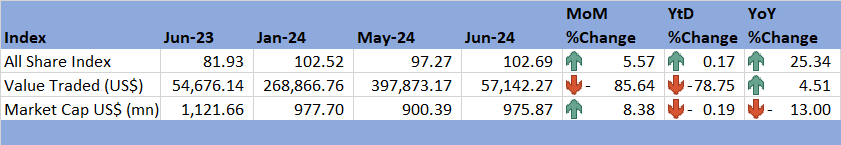 MoM YtD YoY
Index Jun-23 Jan-24 May-24 Jun-24 %Change %Change %Change
All Share Index 81.93 102.52 97.27 102.69 5.57 0.17 25.34
Value Traded (US$) 54,676.14 268,866.76 397,873.17 57,142.27 - 85.64 -78.75 4.51
Market Cap US$ (mn) 1,121.66 977.70 900.39 975.87 8.38 - 0.19 - 13.00